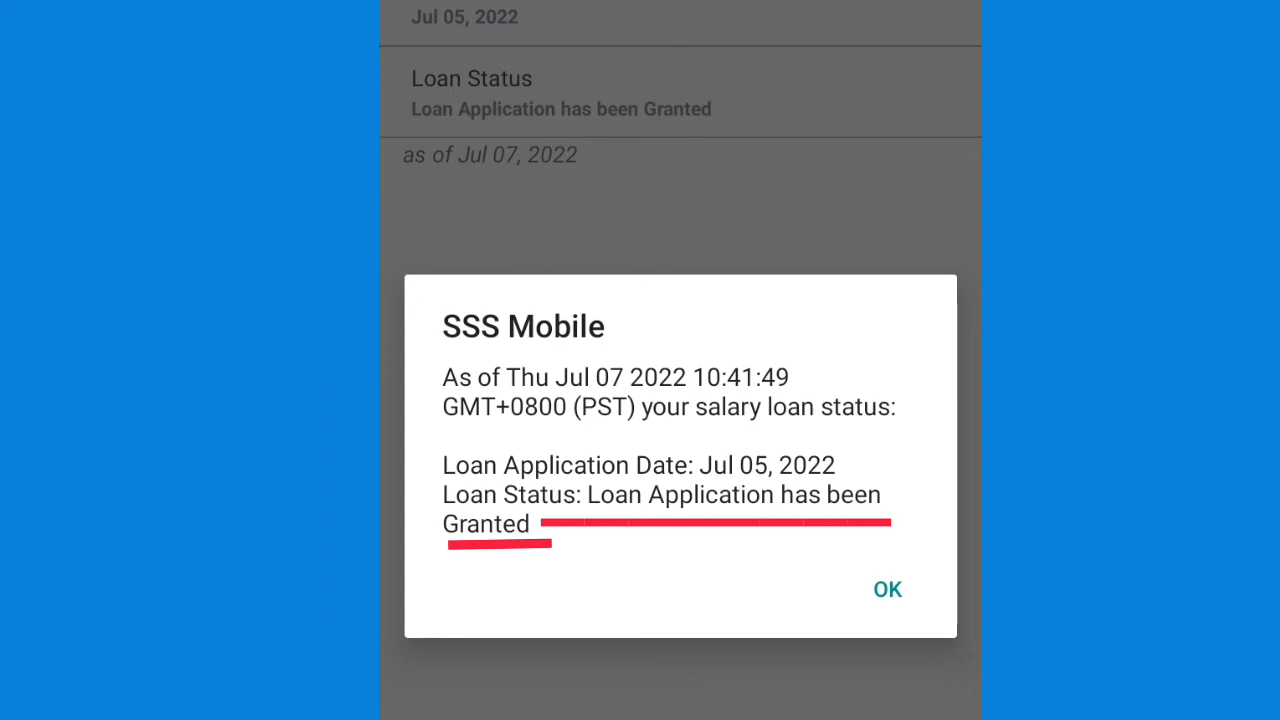 Jul 05, 2022
Loan Status
Loan Application has been Granted
as of Jul 07, 2022
SSS Mobile
As of Thu Jul 07 2022 10:41:49
GMT+0800 (PST) your salary loan status:
Loan Application Date: Jul 05, 2022
Loan Status: Loan Application has been
Granted
OK